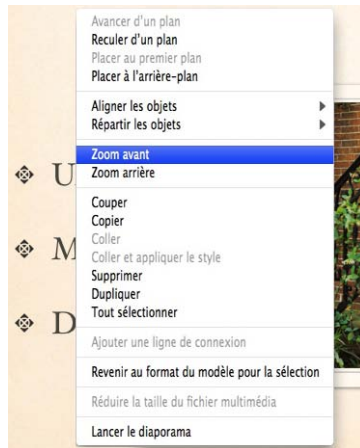 Avancer d'un plan
Reculer d'un plan
Placer au premier plan
Placer à l'arrière-plan
Aligner les objets
Répartir les objets
Zoom avant
Zoom arrière
U
Couper
Copier
Coller
M
Coller et appliquer le style
Supprimer
Dupliquer
Tout sélectionner
D
Ajouter une ligne de connexion
Revenir au format du modèle pour la sélection
Réduire la taille du fichier multimédia
Lancer le diaporama